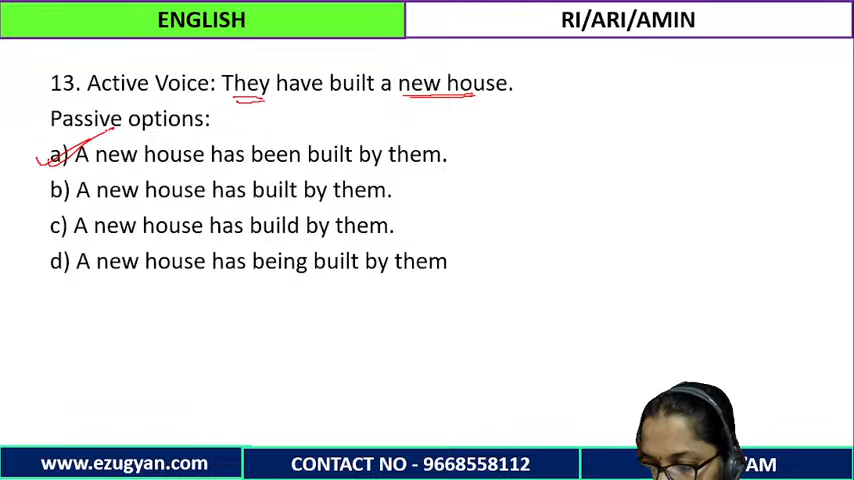 ENGLISH
RI/ARI/AMIN
13. Active Voice: They have built a new house.
Passive options:
a) A new house has been built by them.
b) A new house has built by them.
c) A new house has build by them.
d) A new house has being built by them
www.ezugyan.com
CONTACT NO - 9668558112